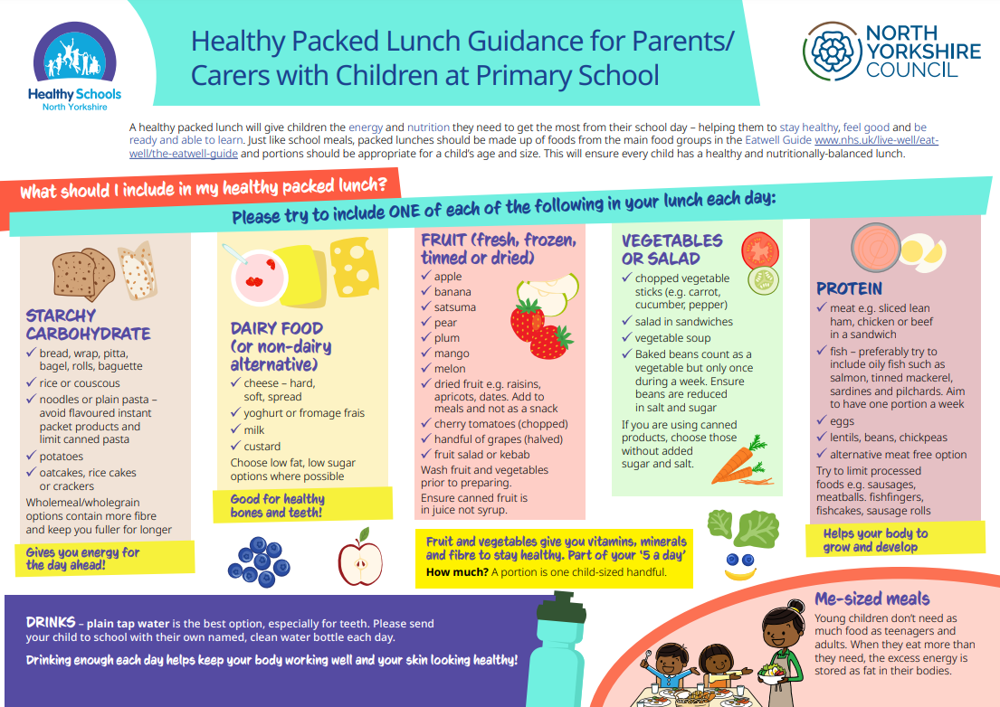 Healthy Schools
North Yorkshire
Healthy Packed Lunch Guidance for Parents/
Carers with Children at Primary School
NORTH
YORKSHIRE
COUNCIL
A healthy packed lunch will give children the energy and nutrition they need to get the most from their school day – helping them to stay healthy, feel good and be
ready and able to learn. Just like school meals, packed lunches should be made up of foods from the main food groups in the Eatwell Guide www.nhs.uk/live-well/eat-
well/the-eatwell-guide and portions should be appropriate for a child's age and size. This will ensure every child has a healthy and nutritionally-balanced lunch.
What should I include in my healthy packed lunch?
Please try to include ONE of each of the following in your lunch each day:
STARCHY
CARBOHYDRATE
✓ bread, wrap, pitta,
bagel, rolls, baguette
✓ rice or couscous
✓ noodles or plain pasta –
avoid flavoured instant
packet products and
limit canned pasta
✓ potatoes
✓ oatcakes, rice cakes
or crackers
Wholemeal/wholegrain
options contain more fibre
and keep you fuller for longer
Gives you energy for
the day ahead!
DAIRY FOOD
(or non-dairy
alternative)
✓ cheese – hard,
soft, spread
✓ yoghurt or fromage frais
✓ milk
✓ custard
Choose low fat, low sugar
options where possible
Good for healthy
bones and teeth!
FRUIT (fresh, frozen,
tinned or dried)
✓ apple
✓ banana
✓ satsuma
✓ pear
✓ plum
✓ mango
✓ melon
✓ dried fruit e.g. raisins,
apricots, dates. Add to
meals and not as a snack
✓ cherry tomatoes (chopped)
✓ handful of grapes (halved)
✓ fruit salad or kebab
Wash fruit and vegetables
prior to preparing.
Ensure canned fruit is
in juice not syrup.
VEGETABLES
OR SALAD
✓ chopped vegetable
sticks (e.g. carrot,
cucumber, pepper)
✓ salad in sandwiches
✓ vegetable soup
✓ Baked beans count as a
vegetable but only once
during a week. Ensure
beans are reduced
in salt and sugar
If you are using canned
products, choose those
without added
sugar and salt.
Fruit and vegetables give you vitamins, minerals
and fibre to stay healthy. Part of your '5 a day'
How much? A portion is one child-sized handful.
PROTEIN
✓ meat e.g. sliced lean
ham, chicken or beef
in a sandwich
✓ fish – preferably try to
include oily fish such as
salmon, tinned mackerel,
sardines and pilchards. Aim
to have one portion a week
✓ eggs
✓ lentils, beans, chickpeas
✓ alternative meat free option
Try to limit processed
foods e.g. sausages,
meatballs. fishfingers,
fishcakes, sausage rolls
Helps your body to
grow and develop
DRINKS – plain tap water is the best option, especially for teeth. Please send
your child to school with their own named, clean water bottle each day.
Drinking enough each day helps keep your body working well and your skin looking healthy!
Me-sized meals
Young children don't need as
much food as teenagers and
adults. When they eat more than
they need, the excess energy is
stored as fat in their bodies.